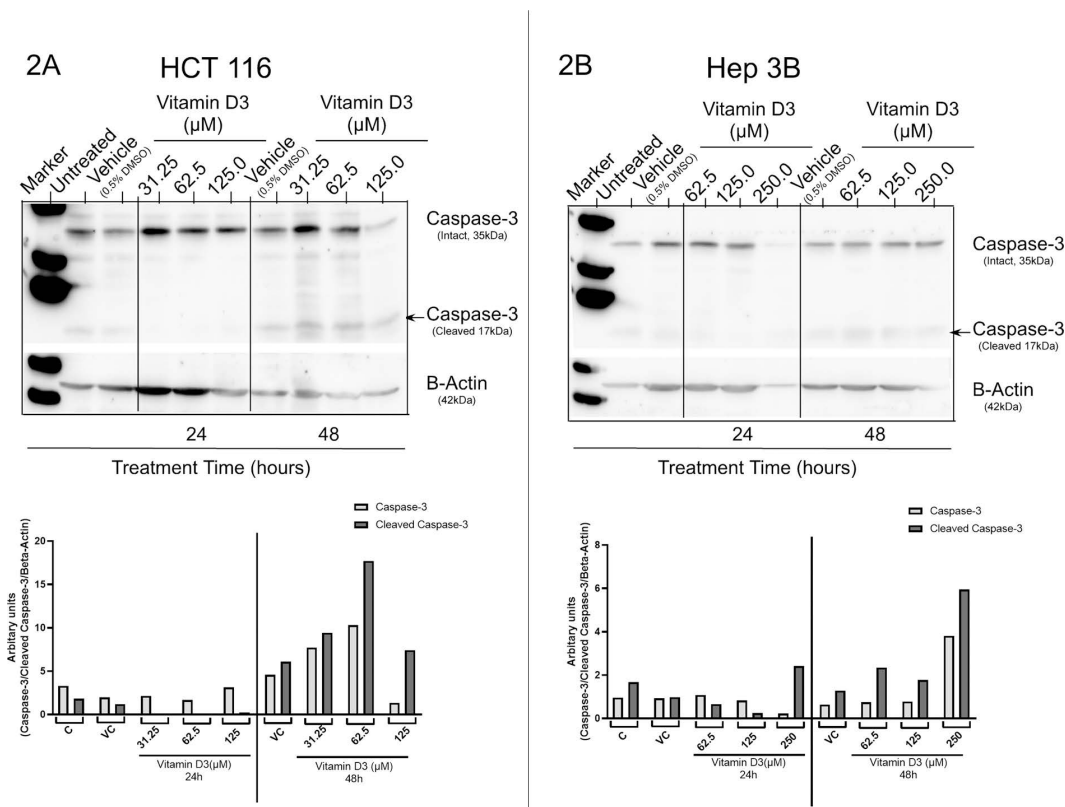 2A
HCT 116
Vitamin D3
(µM)
Vitamin D3
(µM)
Marker
Untreated
Vehicle
(0.5% DMSO)
31.25
62.5
125.0
Vehicle
(0.5% DMSO)
31.25
62.5
125.0
Caspase-3
(Intact, 35kDa)
Caspase-3
(Cleaved 17kDa)
B-Actin
(42kDa)
24
48
Treatment Time (hours)
Caspase-3
Cleaved Caspase-3
Arbitary units
(Caspase-3/Cleaved Caspase-3/Beta-Actin)
20
15
10
5
0
C
VC
31.25
62.5
125
VC
31.25
62.5
125
Vitamin D3(µM)
24h
Vitamin D3 (µM)
48h
2B
Hep 3B
Vitamin D3
(µM)
Vitamin D3
(µM)
Marker
Untreated
Vehicle
(0.5% DMSO)
62.5
125.0
250.0
Vehicle
(0.5% DMSO)
62.5
125.0
250.0
Caspase-3
(Intact, 35kDa)
Caspase-3
(Cleaved 17kDa)
B-Actin
(42kDa)
24
48
Treatment Time (hours)
Caspase-3
Cleaved Caspase-3
Arbitary units
(Caspase-3/Cleaved Caspase-3/Beta-Actin)
8
6
4
2
0
C
VC
62.5
125
250
VC
62.5
125
250
Vitamin D3 (µM)
24h
Vitamin D3 (µM)
48h